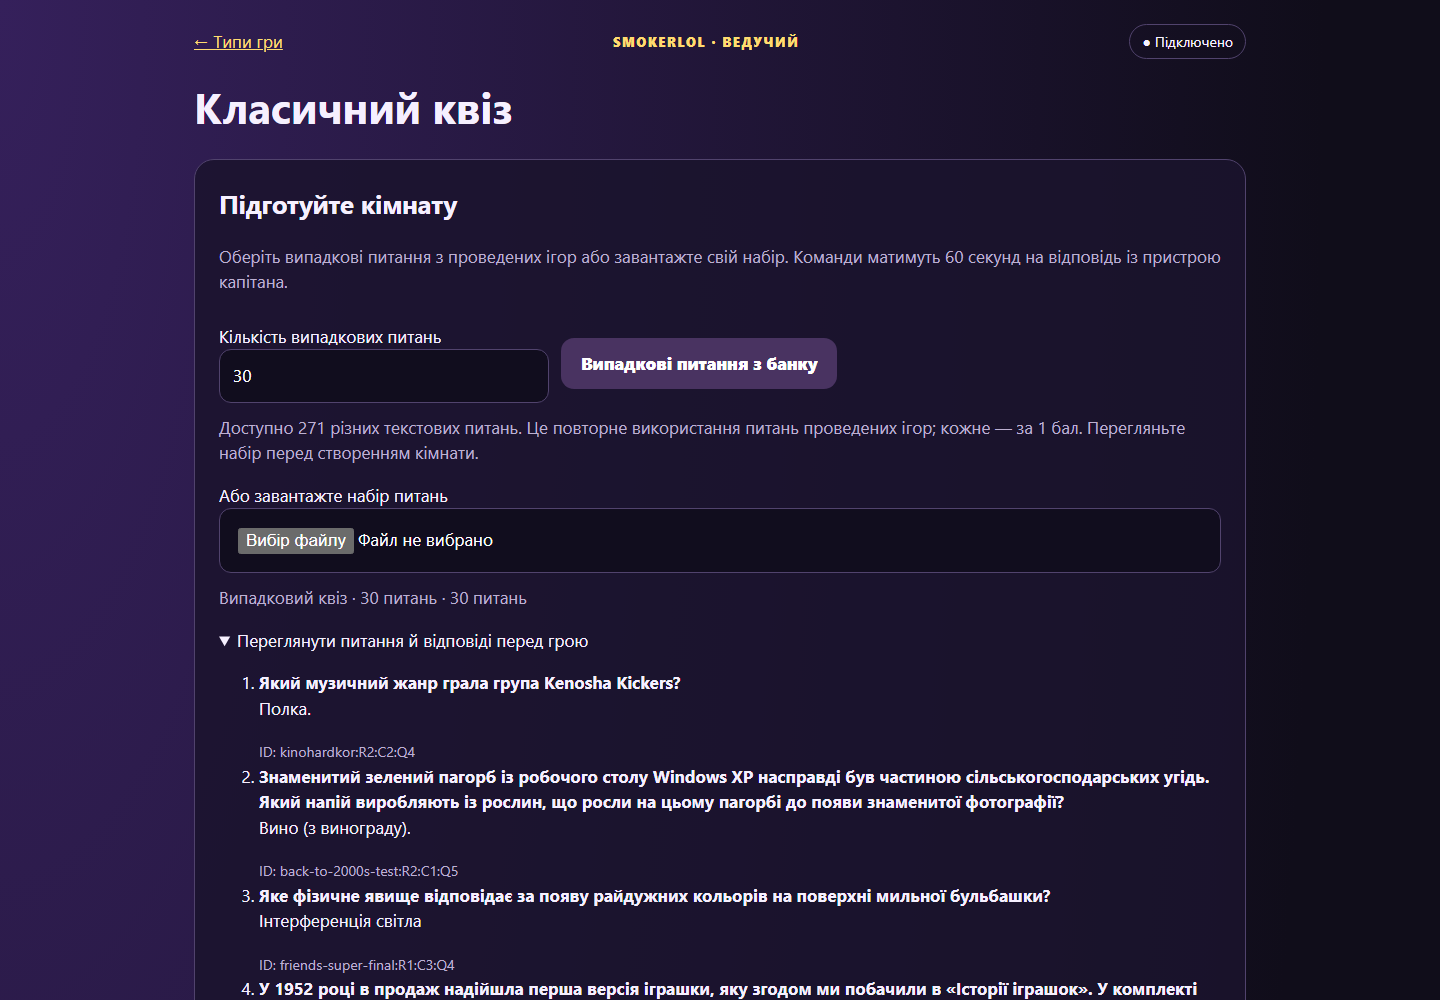 ← Типи гри
SMOKERLOL · ВЕДУЧИЙ
● Підключено
Класичний квіз
Підготуйте кімнату
Оберіть випадкові питання з проведених ігор або завантажте свій набір. Команди матимуть 60 секунд на відповідь із пристрою
капітана.
Кількість випадкових питань
30
Випадкові питання з банку
Доступно 271 різних текстових питань. Це повторне використання питань проведених ігор; кожне — за 1 бал. Перегляньте
набір перед створенням кімнати.
Або завантажте набір питань
Вибір файлу Файл не вибрано
Випадковий квіз · 30 питань · 30 питань
▼ Переглянути питання й відповіді перед грою
1. Який музичний жанр грала група Kenosha Kickers?
Полка.
ID: kinohardkor:R2:C2:Q4
2. Знаменитий зелений пагорб із робочого столу Windows XP насправді був частиною сільськогосподарських угідь.
Який напій виробляють із рослин, що росли на цьому пагорбі до появи знаменитої фотографії?
Вино (з винограду).
ID: back-to-2000s-test:R2:C1:Q5
3. Яке фізичне явище відповідає за появу райдужних кольорів на поверхні мильної бульбашки?
Інтерференція світла
ID: friends-super-final:R1:C3:Q4
4. У 1952 році в продаж надійшла перша версія іграшки, яку згодом ми побачили в «Історії іграшок». У комплекті